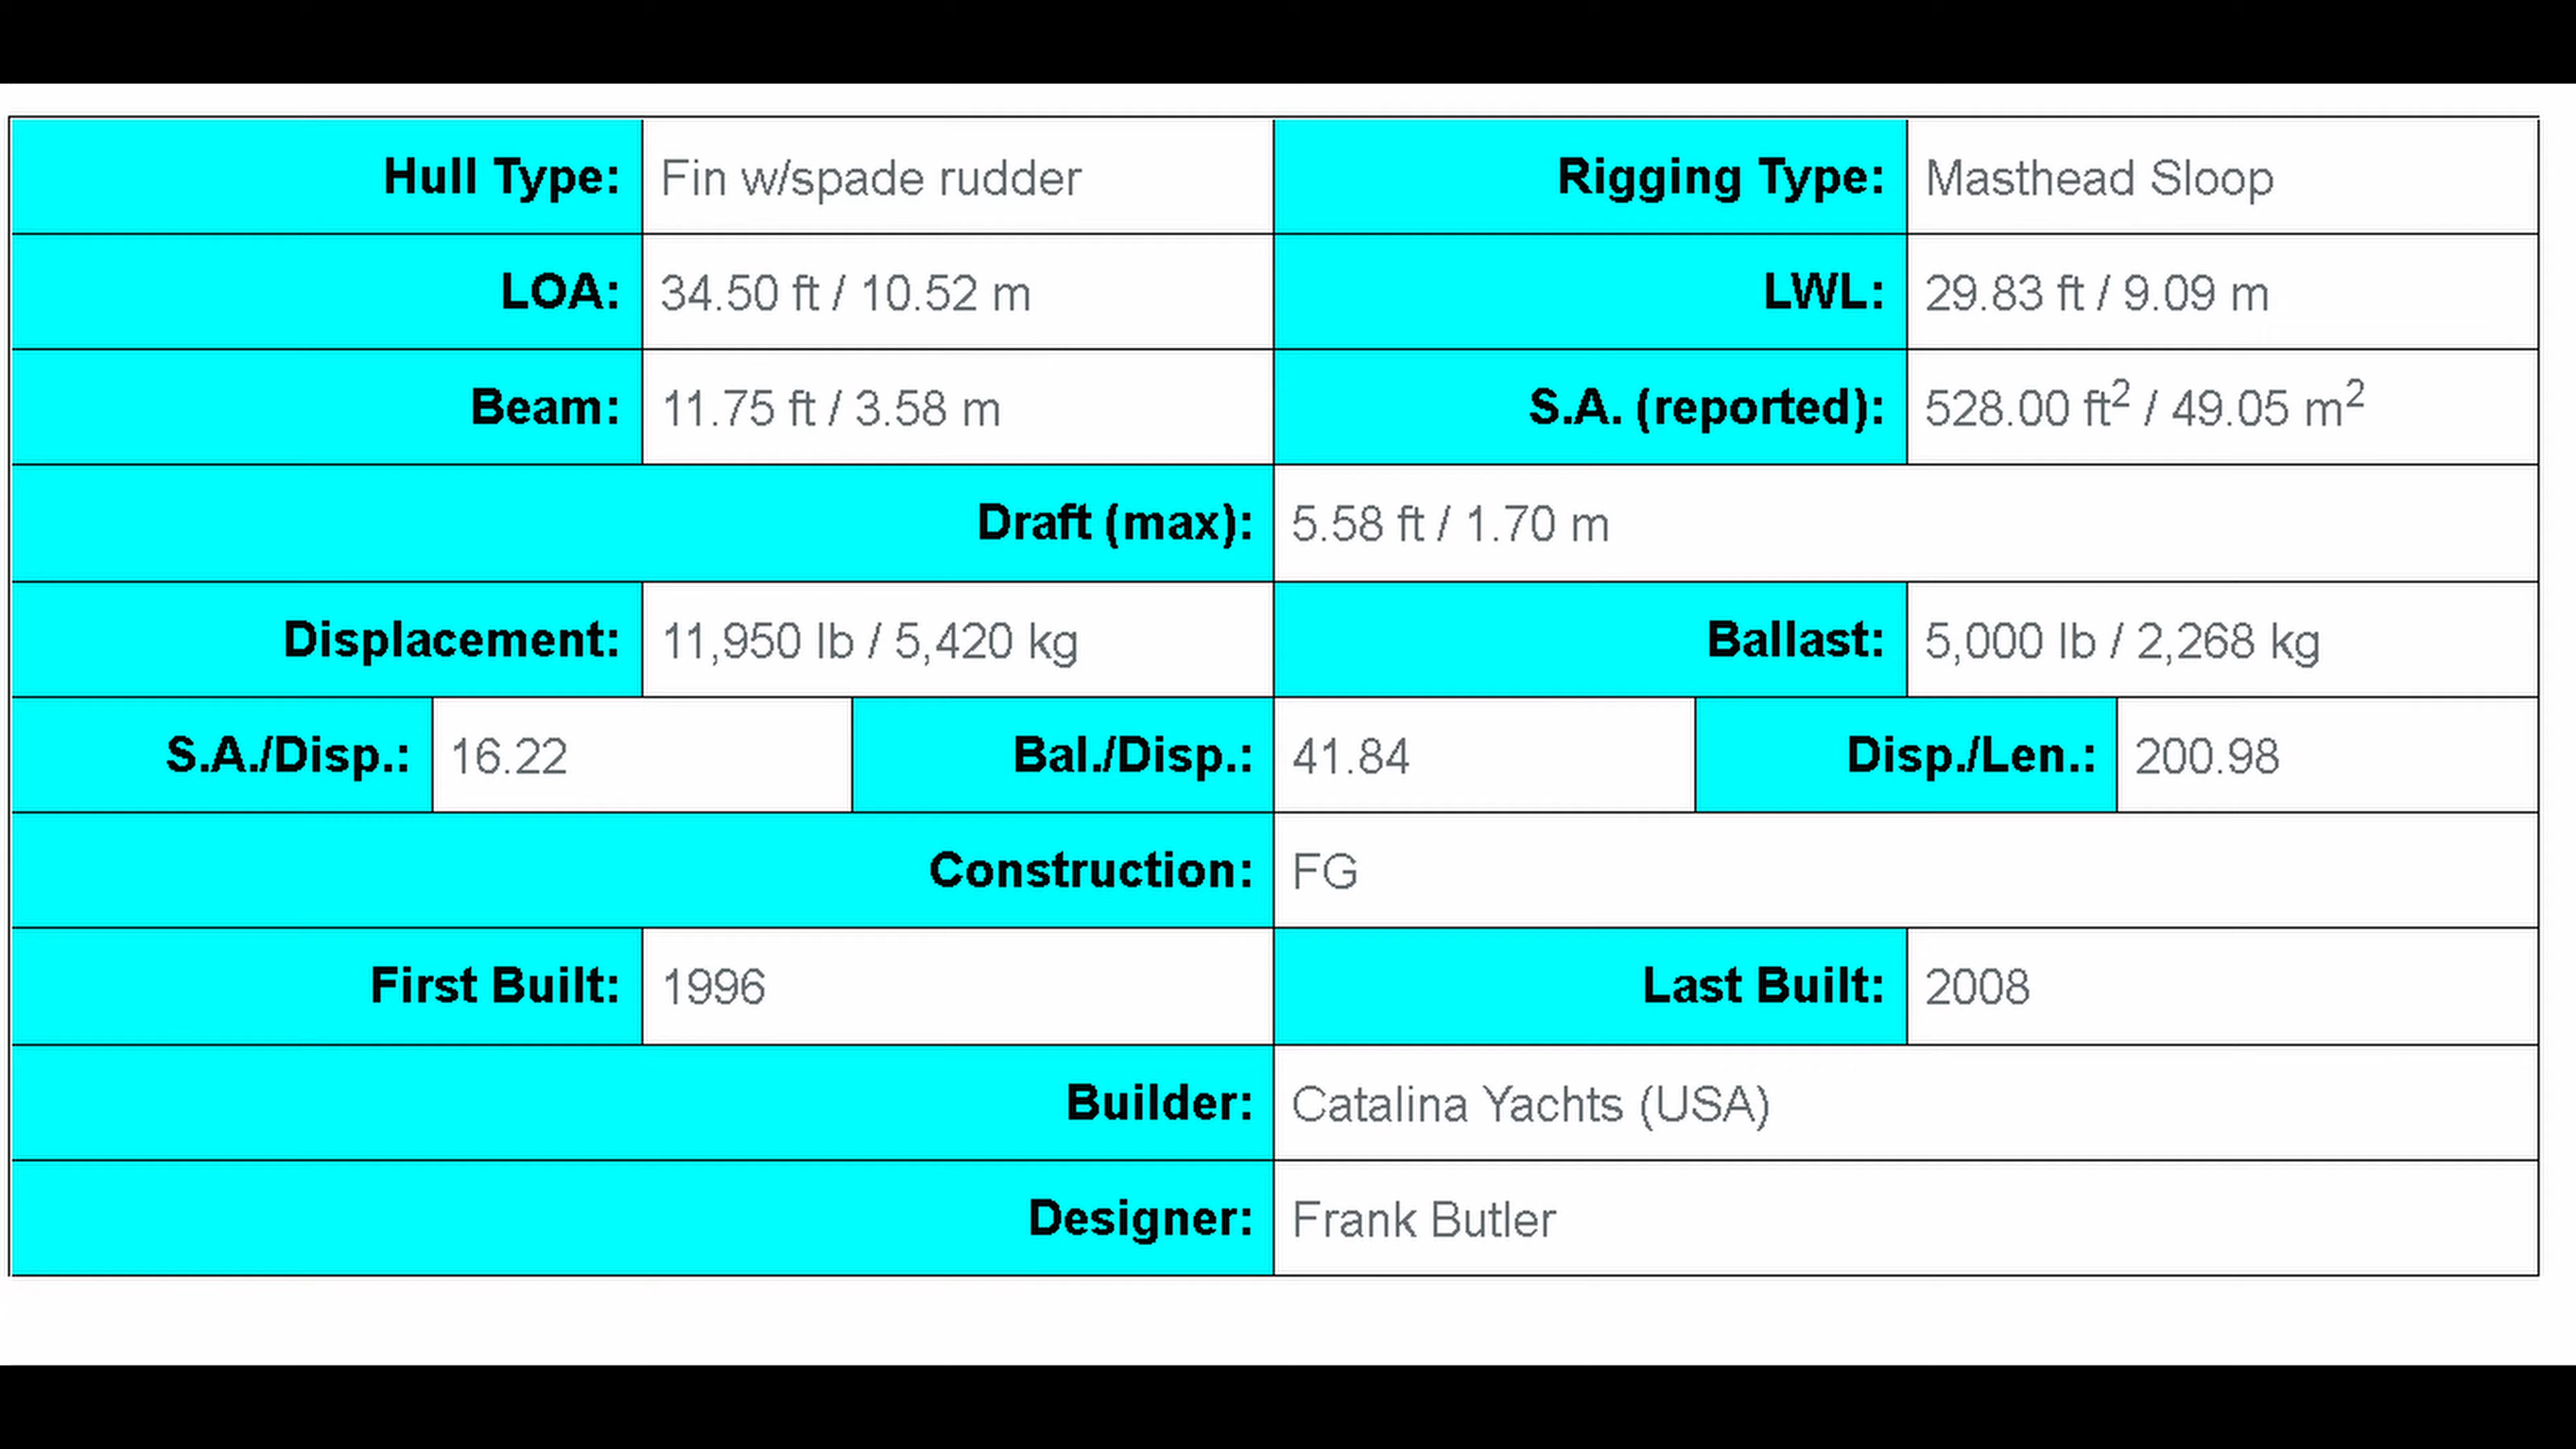 Hull Type: Fin w/spade rudder Rigging Type: Masthead Sloop
LOA: 34.50 ft / 10.52 m LWL: 29.83 ft / 9.09 m
Beam: 11.75 ft / 3.58 m S.A. (reported): 528.00 ft² / 49.05 m²
Draft (max): 5.58 ft / 1.70 m
Displacement: 11,950 lb / 5,420 kg Ballast: 5,000 lb / 2,268 kg
S.A./Disp.: 16.22 Bal./Disp.: 41.84 Disp./Len.: 200.98
Construction: FG
First Built: 1996 Last Built: 2008
Builder: Catalina Yachts (USA)
Designer: Frank Butler